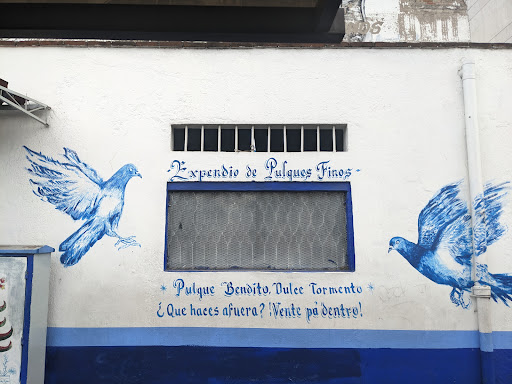 Expendio de Pulques Finos
Pulque Bendito, Dulce Tormento
¿Que haces afuera? ¡Vente pa' dentro!